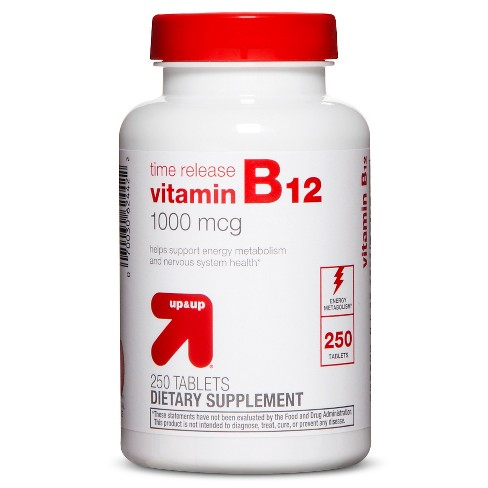 time release
vitamin B12
1000 mcg
helps support energy metabolism
and nervous system health*
up&up
250 TABLETS
DIETARY SUPPLEMENT
*These statements have not been evaluated by the Food and Drug Administration.
This product is not intended to diagnose, treat, cure, or prevent any disease.
ENERGY
METABOLISM*
250
TABLETS
vitamin B12